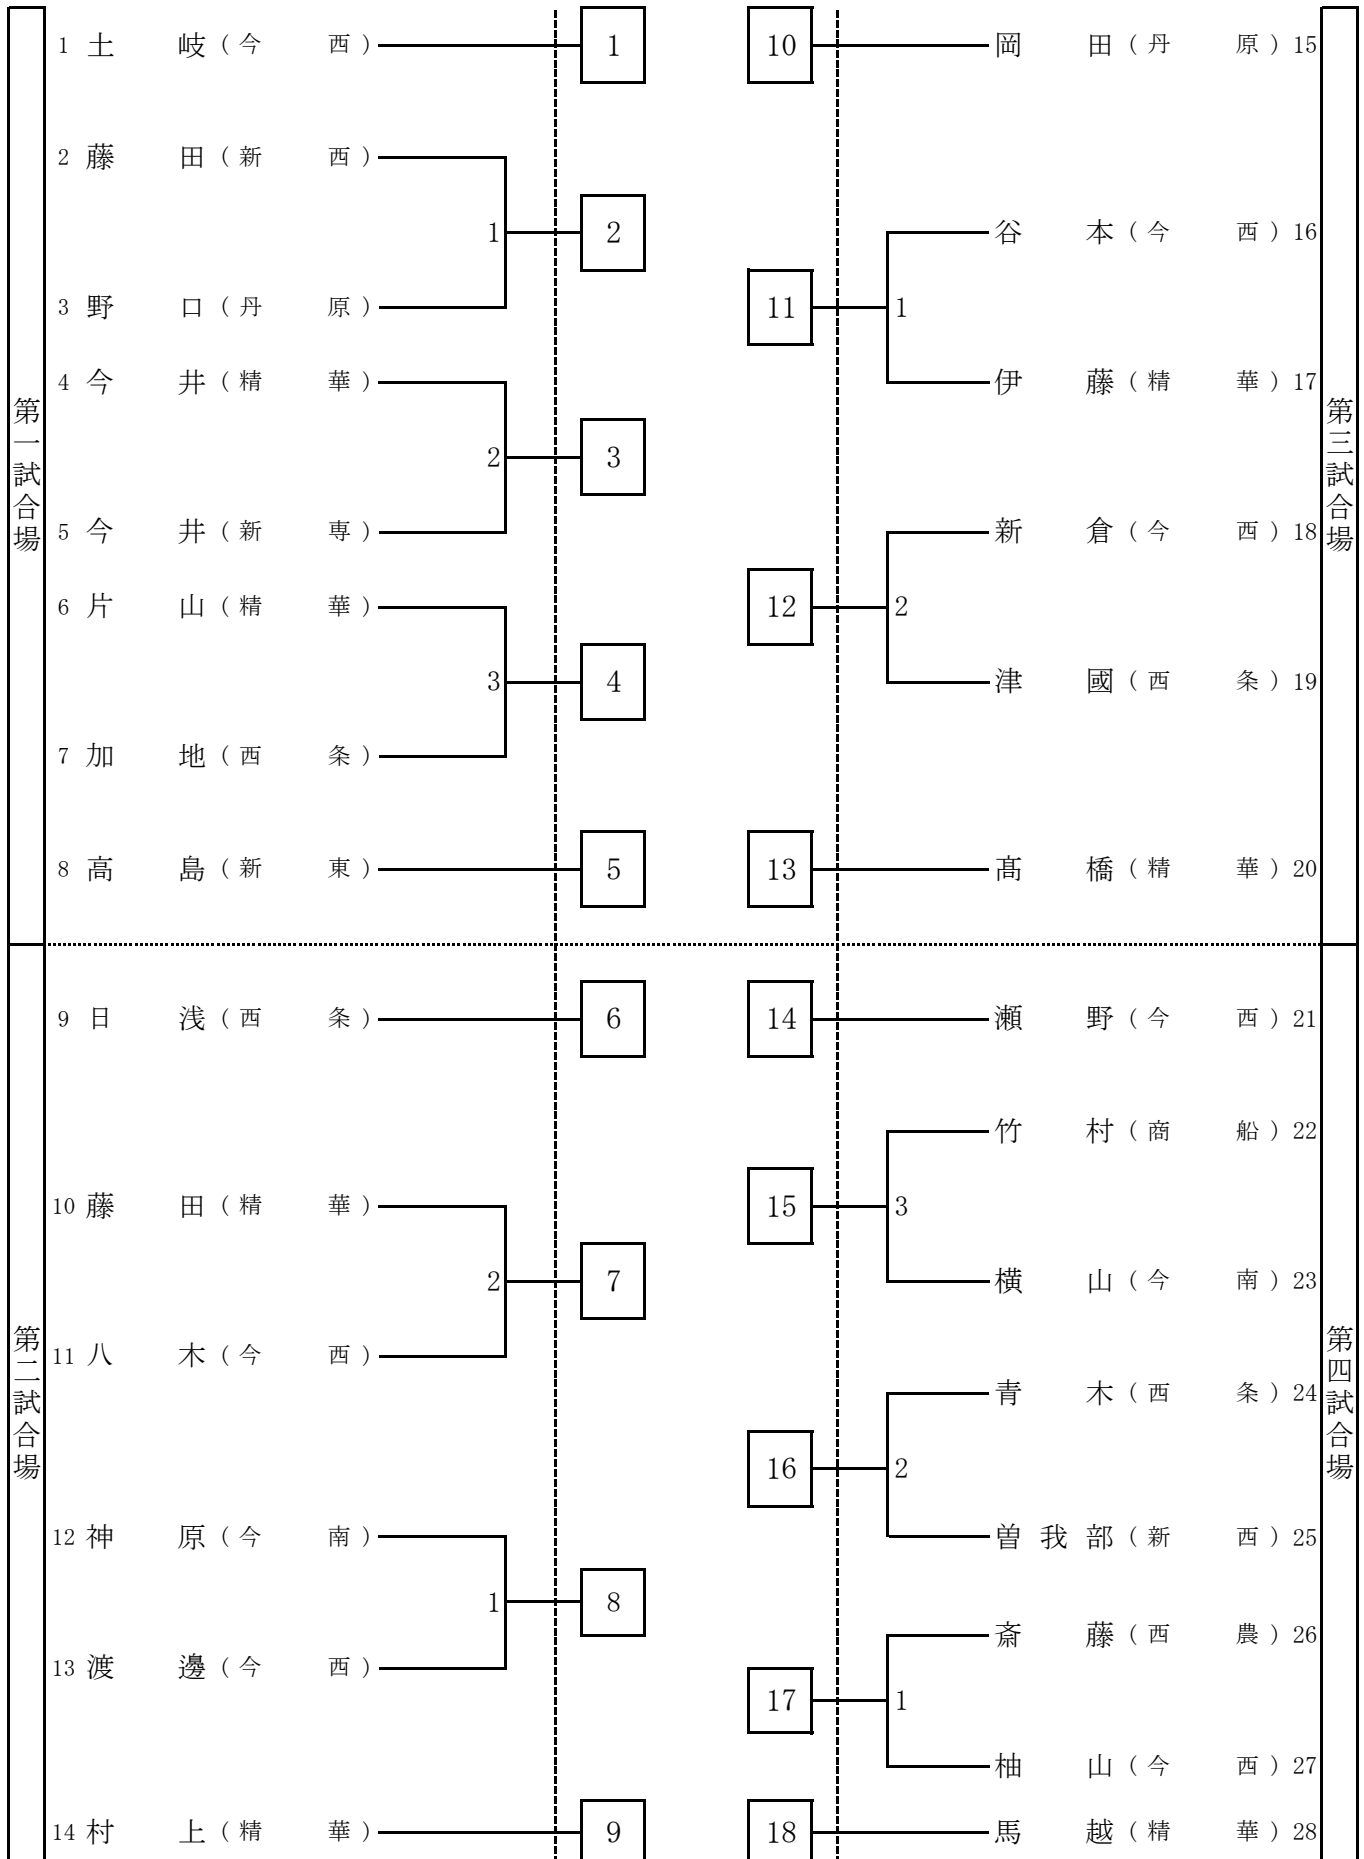 第一試合場
1 土岐（今西） 1
2 藤田（新西）
1 2
3 野口（丹原）
4 今井（精華）
2 3
5 今井（新専）
6 片山（精華）
3 4
7 加地（西条）
8 高島（新東） 5
第二試合場
9 日浅（西条） 6
10 藤田（精華）
2 7
11 八木（今西）
12 神原（今南）
1 8
13 渡邊（今西）
14 村上（精華） 9
第三試合場
10 岡田（丹原）15
谷本（今西）16
11 1
伊藤（精華）17
新倉（今西）18
12 2
津國（西条）19
13 髙橋（精華）20
第四試合場
14 瀬野（今西）21
竹村（商船）22
15 3
横山（今南）23
青木（西条）24
16 2
曽我部（新西）25
斎藤（西農）26
17 1
柚山（今西）27
18 馬越（精華）28